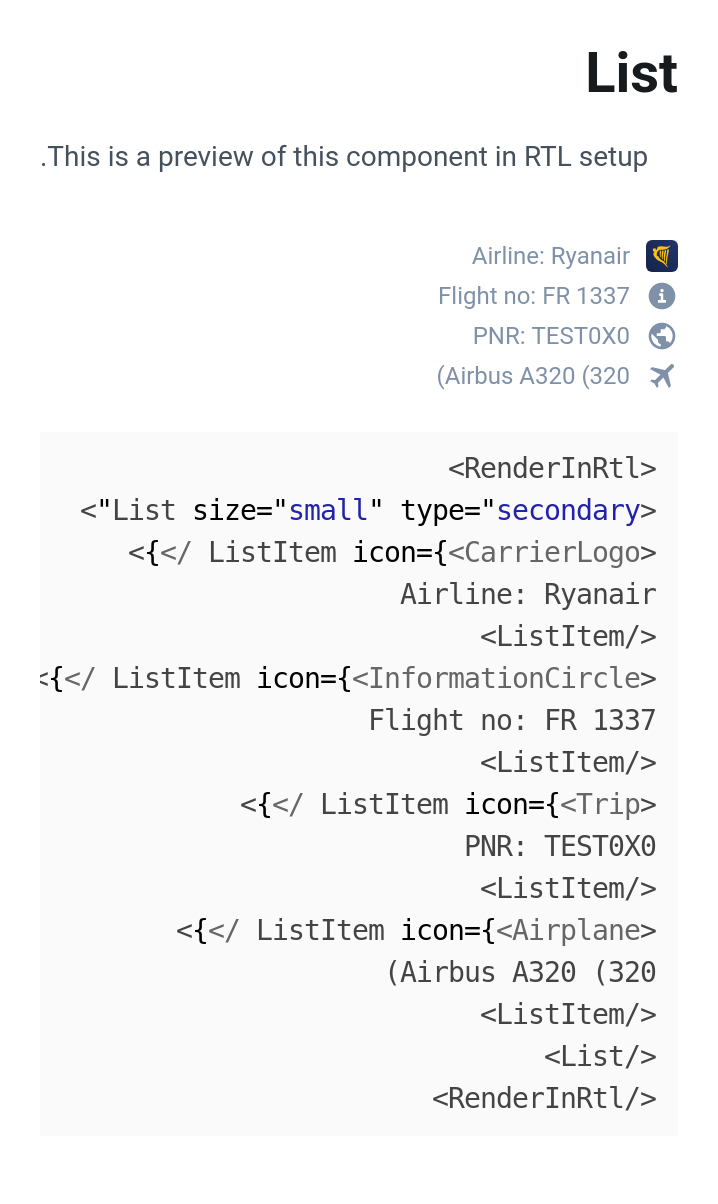 List
.This is a preview of this component in RTL setup
Airline: Ryanair
Flight no: FR 1337
PNR: TEST0X0
(Airbus A320 (320
<RenderInRtl>
<"List size="small" type="secondary>
<{</ ListItem icon={<CarrierLogo>
Airline: Ryanair
<ListItem/>
<{</ ListItem icon={<InformationCircle>
Flight no: FR 1337
<ListItem/>
<{</ ListItem icon={<Trip>
PNR: TEST0X0
<ListItem/>
<{</ ListItem icon={<Airplane>
(Airbus A320 (320
<ListItem/>
<List/>
<RenderInRtl/>